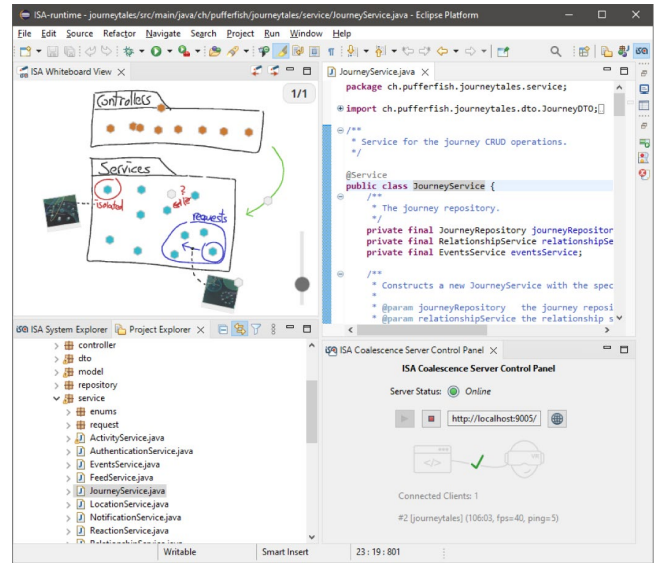 ISA-runtime - journeytales/src/main/java/ch/pufferfish/journeytales/service/JourneyService.java - Eclipse Platform
File Edit Source Refactor Navigate Search Project Run Window Help
ISA Whiteboard View
1/1
Controllers
Services
isolated
?
requests
JourneyService.java
package ch.pufferfish.journeytales.service;
import ch.pufferfish.journeytales.dto.JourneyDTO;
/**
* Service for the journey CRUD operations.
*/
@Service
public class JourneyService {
/**
* The journey repository.
*/
private final JourneyRepository journeyRepositor
private final RelationshipService relationshipSe
private final EventsService eventsService;
/**
* Constructs a new JourneyService with the spec
*
* @param journeyRepository the journey reposi
* @param relationshipService the relationship s
ISA System Explorer Project Explorer
controller
dto
model
repository
service
enums
request
ActivityService.java
AuthenticationService.java
EventsService.java
FeedService.java
JourneyService.java
LocationService.java
NotificationService.java
ReactionService.java
RelationshipService.java
ISA Coalescence Server Control Panel
ISA Coalescence Server Control Panel
Server Status: Online
http://localhost:9005/
</>
Connected Clients: 1
#2 [journeytales] (106:03, fps=40, ping=5)
Writable Smart Insert 23 : 19 : 801